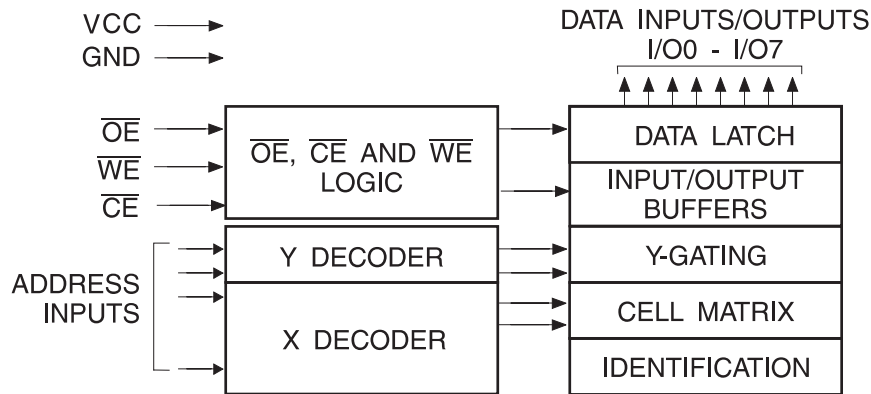 VCC
GND
DATA INPUTS/OUTPUTS
I/O0 - I/O7
OE
WE
CE
OE, CE AND WE
LOGIC
DATA LATCH
INPUT/OUTPUT
BUFFERS
ADDRESS
INPUTS
Y DECODER
Y-GATING
X DECODER
CELL MATRIX
IDENTIFICATION